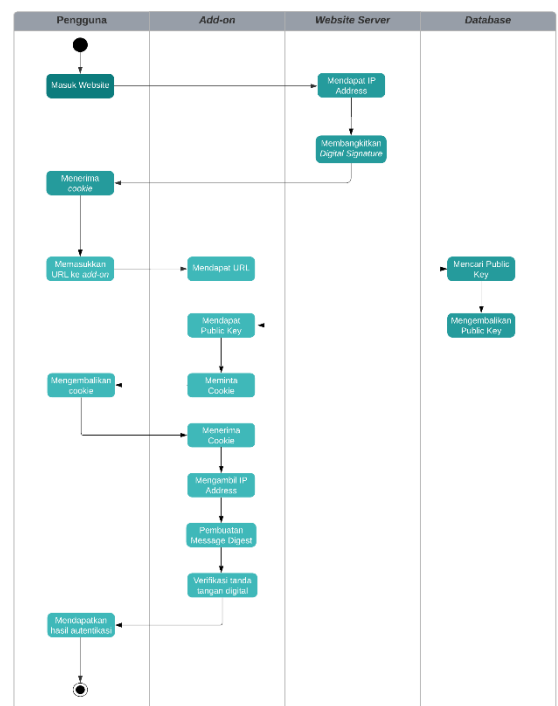 Pengguna
Add-on
Website Server
Database
Masuk Website
Mendapat IP
Address
Membangkitkan
Digital Signature
Menerima
cookie
Memasukkan
URL ke add-on
Mendapat URL
Mencari Public
Key
Mendapat
Public Key
Mengembalikan
Public Key
Mengembalikan
cookie
Meminta
Cookie
Menerima
Cookie
Mengambil IP
Address
Pembuatan
Message Digest
Verifikasi tanda
tangan digital
Mendapatkan
hasil autentikasi